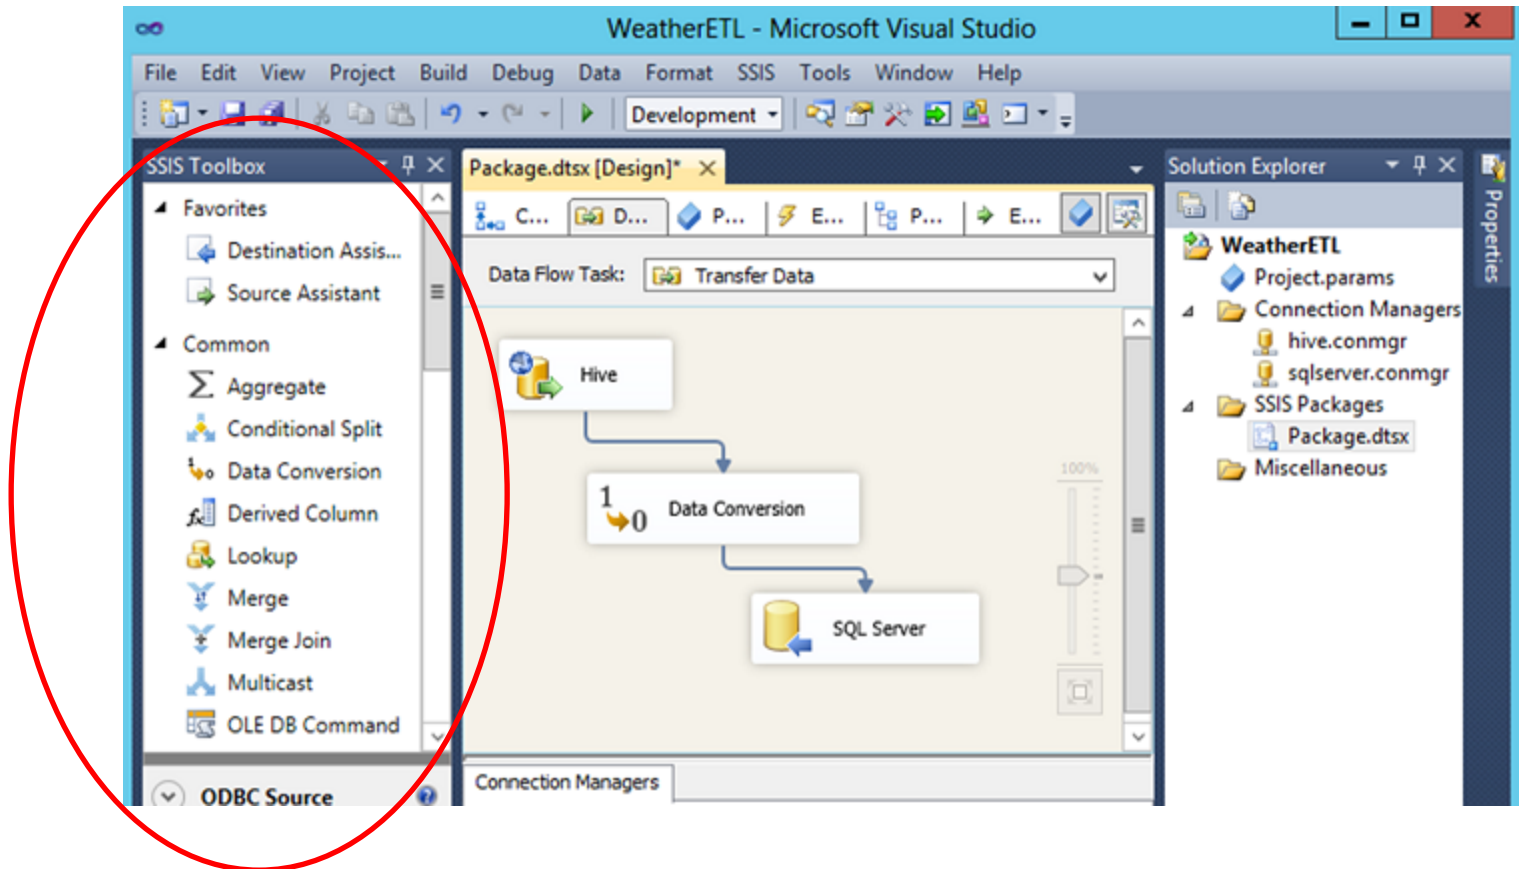 WeatherETL - Microsoft Visual Studio
File Edit View Project Build Debug Data Format SSIS Tools Window Help
Development
SSIS Toolbox
Favorites
Destination Assis...
Source Assistant
Common
Aggregate
Conditional Split
Data Conversion
Derived Column
Lookup
Merge
Merge Join
Multicast
OLE DB Command
ODBC Source
Package.dtsx [Design]*
C... D... P... E... P... E...
Data Flow Task: Transfer Data
Hive
1
0
Data Conversion
SQL Server
100%
Connection Managers
Solution Explorer
WeatherETL
Project.params
Connection Managers
hive.conmgr
sqlserver.conmgr
SSIS Packages
Package.dtsx
Miscellaneous
Properties